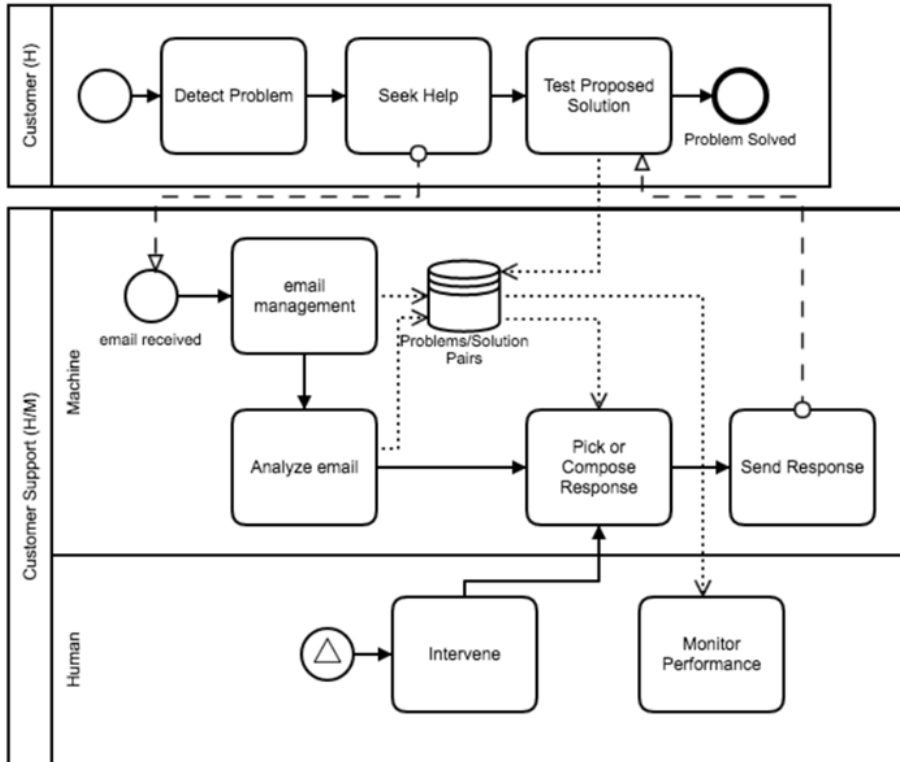 Customer (H)
Detect Problem
Seek Help
Test Proposed
Solution
Problem Solved
Customer Support (H/M)
Machine
email received
email
management
Problems/Solution
Pairs
Analyze email
Pick or
Compose
Response
Send Response
Human
Intervene
Monitor
Performance